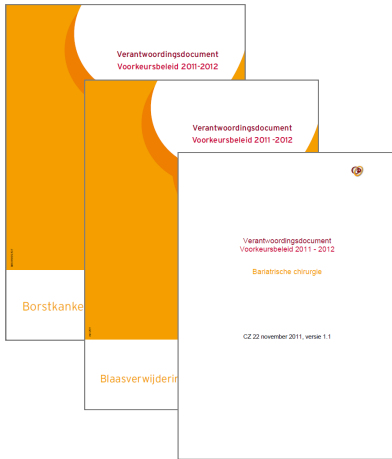 Verantwoordingsdocument
Voorkeursbeleid 2011-2012
Borstkanke
Verantwoordingsdocument
Voorkeursbeleid 2011 -2012
Blaasverwijderin
Verantwoordingsdocument
Voorkeursbeleid 2011 - 2012
Bariatrische chirurgie
CZ 22 november 2011, versie 1.1